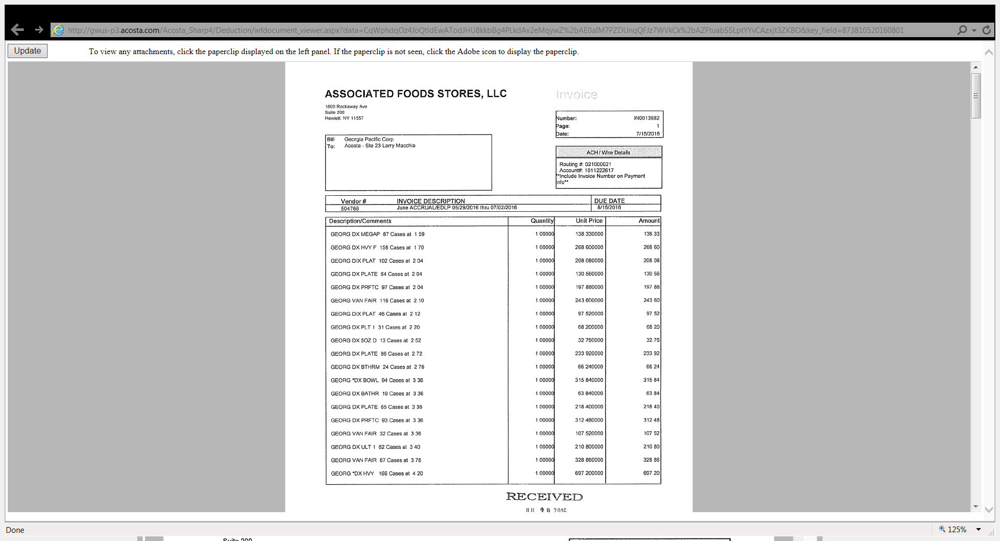 http://gwus-p3.acosta.com/Acosta_Sharp4/Deduction/wfdocument_viewer.aspx?data=CqWphdqOz4JoQtIdEwATodJHU8kkbBg4PLkdAv2eMqywZ%2bAE0aIM7PZDUnqQFJz7WVkCk%2bAZFtuabSSLptYYvCAzxjt3ZKBO&key_field=873810520160801
Update To view any attachments, click the paperclip displayed on the left panel. If the paperclip is not seen, click the Adobe icon to display the paperclip.
ASSOCIATED FOODS STORES, LLC Invoice
1800 Rockaway Ave
Suite 200
Hewlett. NY 11557
Number: IN0013882
Page: 1
Date: 7/15/2016
Bill Georgia Pacific Corp
To: Acosta - Ste 23 Larry Macchia
ACH / Wire Details
Routing #: 021000021
Account#: 1011222617
**Include Invoice Number on Payment
nfo**
Vendor # INVOICE DESCRIPTION DUE DATE
504766 June ACCRUAL/EDLP 05/29/2016 thru 07/02/2016 8/15/2016
Description/Comments Quantity Unit Price Amount
GEORG DX MEGAP 87 Cases at 1 59 1 00000 138.330000 138.33
GEORG DX HVY F 158 Cases at 1 70 1 00000 268 600000 268 60
GEORG DIX PLAT 102 Cases at 2 04 1 00000 208 080000 208 08
GEORG DX PLATE 64 Cases at 2 04 1 00000 130 560000 130 56
GEORG DX PRFTC 97 Cases at 2 04 1 00000 197 880000 197 88
GEORG VAN FAIR 116 Cases at 2.10 1 00000 243 600000 243 60
GEORG DIX PLAT 46 Cases at 2 12 1 00000 97 520000 97 52
GEORG DX PLT 1 31 Cases at 2 20 1 00000 68 200000 68 20
GEORG DX 5OZ D 13 Cases at 2 52 1 00000 32 760000 32.76
GEORG DX PLATE 86 Cases at 2 72 1 00000 233 920000 233 92
GEORG DX BTHRM 24 Cases at 2 76 1 00000 66 240000 66 24
GEORG *DX BOWL 94 Cases at 3 36 1 00000 315 840000 315 84
GEORG DX BATHR 19 Cases at 3 36 1 00000 63 840000 63 84
GEORG DX PLATE 65 Cases at 3 36 1 00000 218 400000 218 40
GEORG DX PRFTC 93 Cases at 3 36 1 00000 312 480000 312 48
GEORG VAN FAIR 32 Cases at 3 36 1 00000 107 520000 107 52
GEORG DX ULT 1 62 Cases at 3 40 1 00000 210.800000 210 80
GEORG VAN FAIR 87 Cases at 3 78 1 00000 328 860000 328 86
GEORG *DX HVY 166 Cases at 4 20 1 00000 697 200000 697 20
RECEIVED
JUL 29 2016
Done 125%
Suite 200